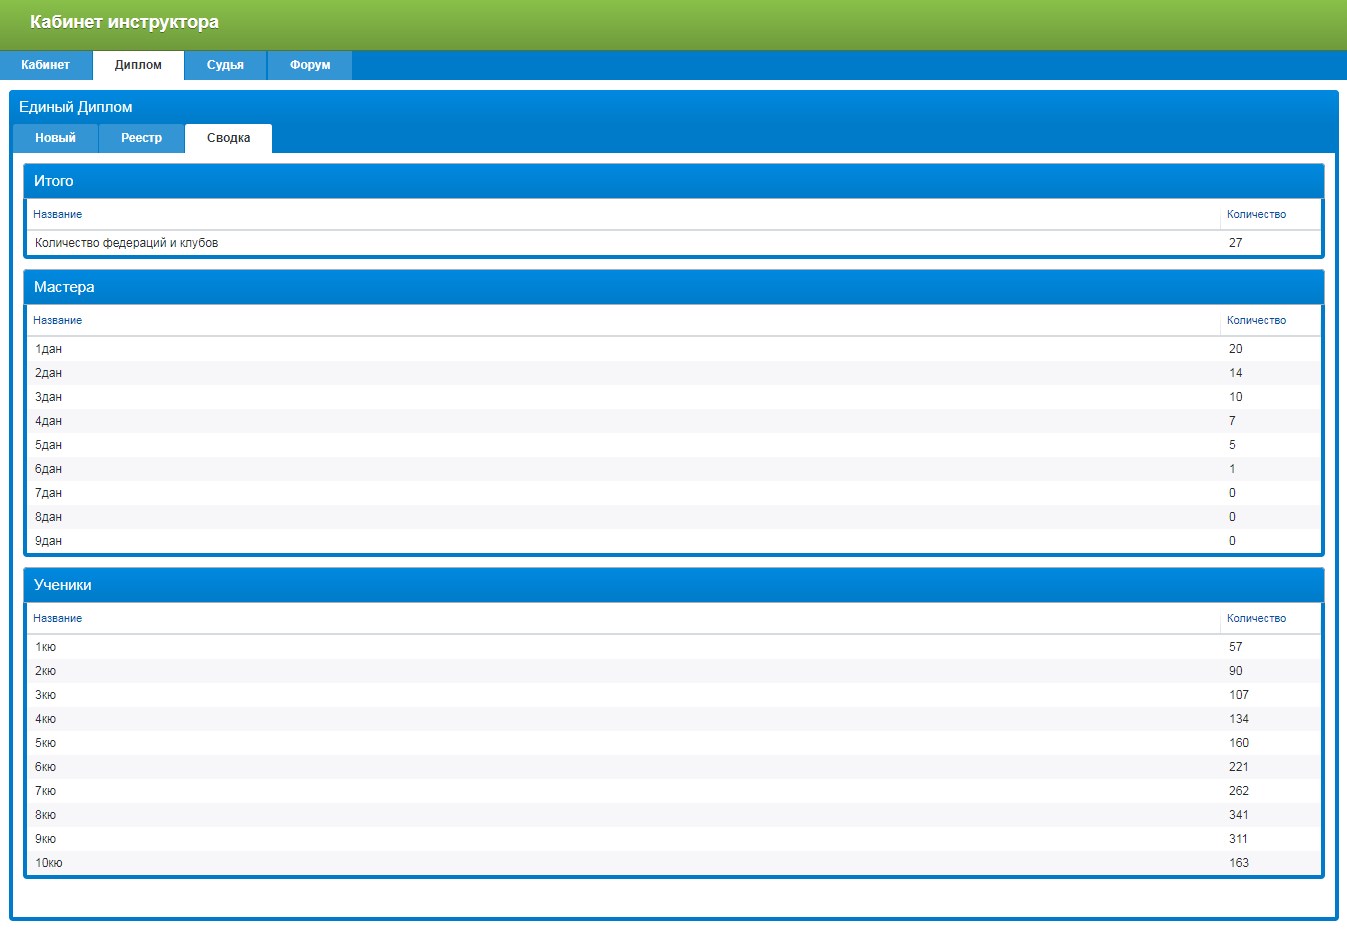 Кабинет инструктора
Кабинет Диплом Судья Форум
Единый Диплом
Новый Реестр Сводка
Итого
Название Количество
Количество федераций и клубов 27
Мастера
Название Количество
1дан 20
2дан 14
3дан 10
4дан 7
5дан 5
6дан 1
7дан 0
8дан 0
9дан 0
Ученики
Название Количество
1кю 57
2кю 90
3кю 107
4кю 134
5кю 160
6кю 221
7кю 262
8кю 341
9кю 311
10кю 163